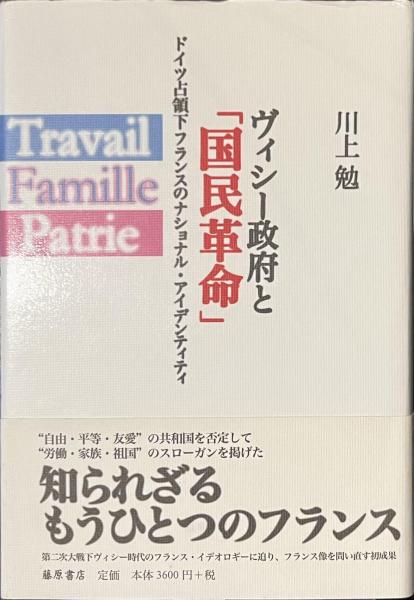 川上 勉
ヴィシー政府と
「国民革命」
ドイツ占領下フランスのナショナル・アイデンティティ
Travail
Famille
Patrie
“自由・平等・友愛”の共和国を否定して
“労働・家族・祖国”のスローガンを掲げた
知られざる
もうひとつのフランス
第二次大戦下ヴィシー時代のフランス・イデオロギーに迫り、フランス像を問い直す初成果
藤原書店 定価 本体3600円+税